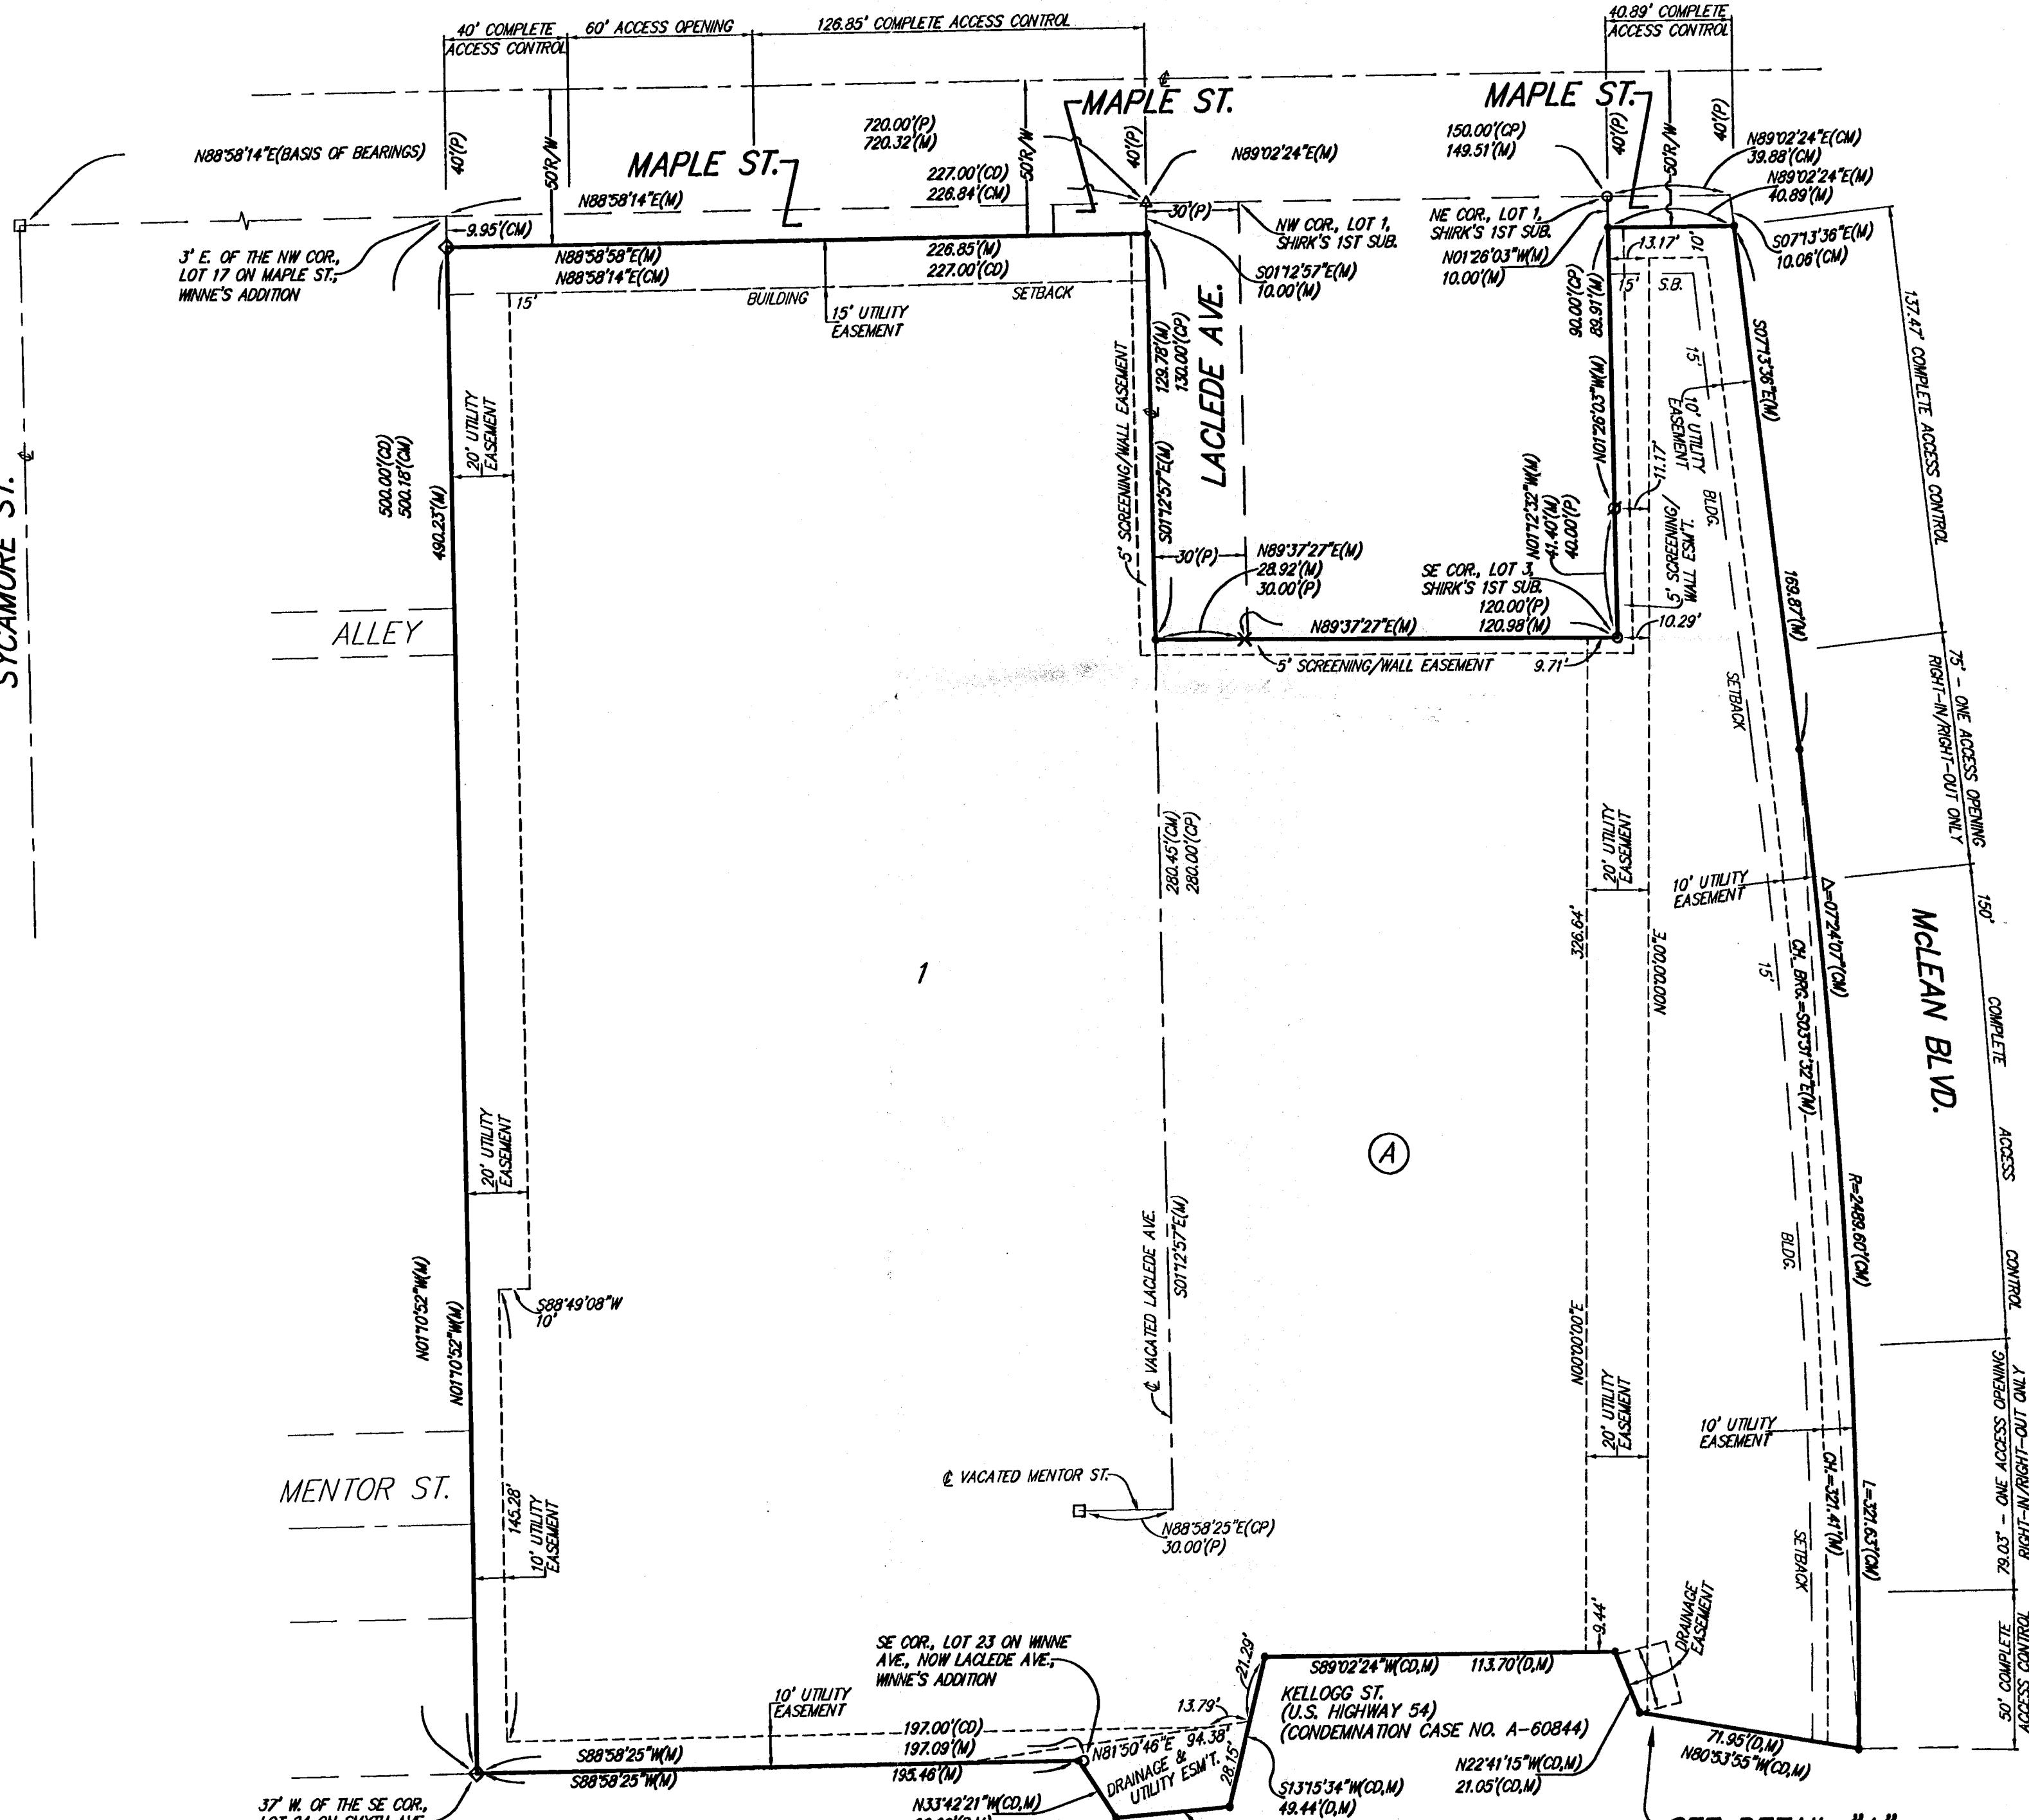 40' COMPLETE
ACCESS CONTROL
60' ACCESS OPENING
126.85' COMPLETE ACCESS CONTROL
40.89' COMPLETE
ACCESS CONTROL
N88°58'14"E(BASIS OF BEARINGS)
40'(P)
50'R/W
MAPLE ST.
720.00'(P)
720.32'(M)
50'R/W
MAPLE ST.
40'(P)
N89°02'24"E(M)
150.00'(CP)
149.51'(M)
MAPLE ST.
40'(P)
50'R/W
40'(P)
N89°02'24"E(CM)
39.88'(CM)
N89°02'24"E(M)
40.89'(M)
227.00'(CD)
226.84'(CM)
N88°58'14"E(M)
9.95'(CM)
3' E. OF THE NW COR.,
LOT 17 ON MAPLE ST.,
WINNE'S ADDITION
30'(P)
NW COR., LOT 1,
SHIRK'S 1ST SUB.
NE COR., LOT 1,
SHIRK'S 1ST SUB.
N01°26'03"W(M)
10.00'(M)
13.17'
10'
S07°13'36"E(M)
10.06'(CM)
N88°58'58"E(M)
N88°58'14"E(CM)
226.85'(M)
227.00'(CD)
S01°12'57"E(M)
10.00'(M)
15'
BUILDING
SETBACK
15' UTILITY
EASEMENT
15'
S.B.
SYCAMORE ST.
500.00'(CD)
500.18'(CM)
490.23'(M)
20' UTILITY
EASEMENT
5' SCREENING/WALL EASEMENT
129.78'(M)
130.00'(CP)
S01°12'57"E(M)
LACLEDE AVE.
90.00'(CP)
89.91'(M)
N01°26'03"W(M)
15'
10' UTILITY
EASEMENT
S07°13'36"E(M)
137.47' COMPLETE ACCESS CONTROL
N01°12'32"W(M)
41.40'(M)
40.00'(P)
11.17'
BLDG.
5' SCREENING/
WALL ESM'T.
169.87'(M)
ALLEY
30'(P)
N89°37'27"E(M)
28.92'(M)
30.00'(P)
SE COR., LOT 3,
SHIRK'S 1ST SUB.
120.00'(P)
120.98'(M)
N89°37'27"E(M)
10.29'
5' SCREENING/WALL EASEMENT
9.71'
SETBACK
75' - ONE ACCESS OPENING
RIGHT-IN/RIGHT-OUT ONLY
280.45'(CM)
280.00'(CP)
20' UTILITY
EASEMENT
10' UTILITY
EASEMENT
326.64'
N00°00'00"E
Δ=07°24'07"(CM)
15'
CH. BRG.=S03°31'32"E(M)
McLEAN BLVD.
150' COMPLETE ACCESS CONTROL
1
A
20' UTILITY
EASEMENT
℄ VACATED LACLEDE AVE.
S01°12'57"E(M)
R=2489.60'(CM)
BLDG.
N01°10'52"W(M)
N01°10'52"W(M)
S88°49'08"W
10'
N00°00'00"E
20' UTILITY
EASEMENT
10' UTILITY
EASEMENT
79.03' - ONE ACCESS OPENING
RIGHT-IN/RIGHT-OUT ONLY
MENTOR ST.
145.28'
10' UTILITY
EASEMENT
℄ VACATED MENTOR ST.
N88°58'25"E(CP)
30.00'(P)
CH.=321.41'(M)
L=321.63'(CM)
SETBACK
DRAINAGE
EASEMENT
50' COMPLETE
ACCESS CONTROL
SE COR., LOT 23 ON WINNE
AVE., NOW LACLEDE AVE.,
WINNE'S ADDITION
21.29'
9.44'
S89°02'24"W(CD,M)
113.70'(D,M)
KELLOGG ST.
(U.S. HIGHWAY 54)
(CONDEMNATION CASE NO. A-60844)
10' UTILITY
EASEMENT
197.00'(CD)
197.09'(M)
13.79'
N81°50'46"E 94.38'
S88°58'25"W(M)
S88°58'25"W(M)
195.46'(M)
DRAINAGE &
UTILITY ESM'T.
28.15'
N22°41'15"W(CD,M)
21.05'(CD,M)
71.95'(D,M)
N80°53'55"W(CD,M)
S13°15'34"W(CD,M)
49.44'(D,M)
N33°42'21"W(CD,M)
37' W. OF THE SE COR.,